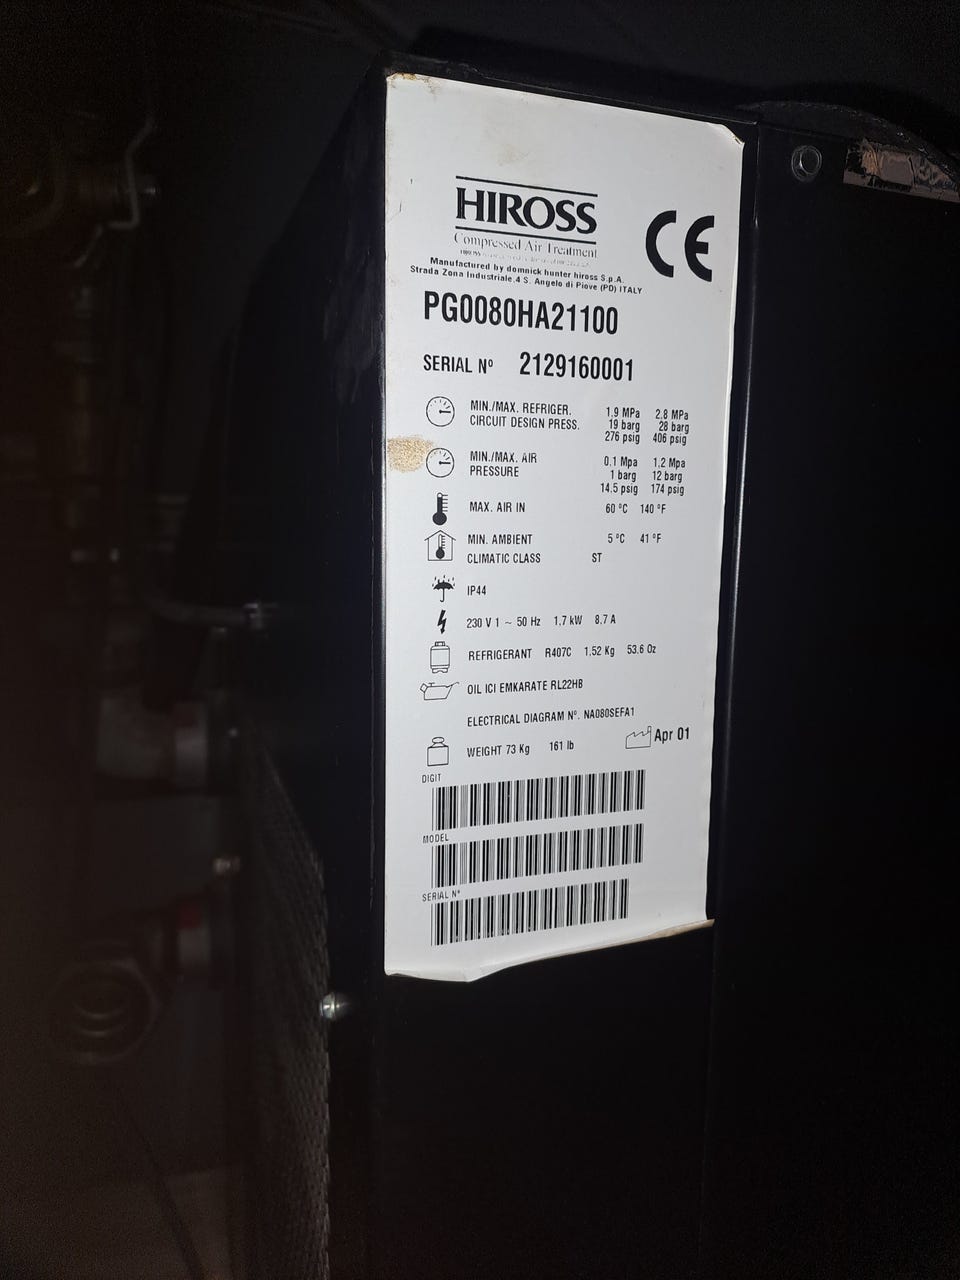 HIROSS
Compressed Air Treatment
Manufactured by domnick hunter hiross S.p.A.
Strada Zona Industriale,4 S. Angelo di Piove (PD) ITALY
CE
PG0080HA21100
SERIAL Nº 2129160001
MIN./MAX. REFRIGER. 1.9 MPa 2.8 MPa
CIRCUIT DESIGN PRESS. 19 barg 28 barg
276 psig 406 psig
MIN./MAX. AIR 0.1 Mpa 1.2 Mpa
PRESSURE 1 barg 12 barg
14.5 psig 174 psig
MAX. AIR IN 60 ºC 140 ºF
MIN. AMBIENT 5 ºC 41 ºF
CLIMATIC CLASS ST
IP44
230 V 1 ~ 50 Hz 1,7 kW 8.7 A
REFRIGERANT R407C 1,52 Kg 53.6 Oz
OIL ICI EMKARATE RL22HB
ELECTRICAL DIAGRAM Nº. NA080SEFA1
WEIGHT 73 Kg 161 lb Apr 01
DIGIT
MODEL
SERIAL Nº